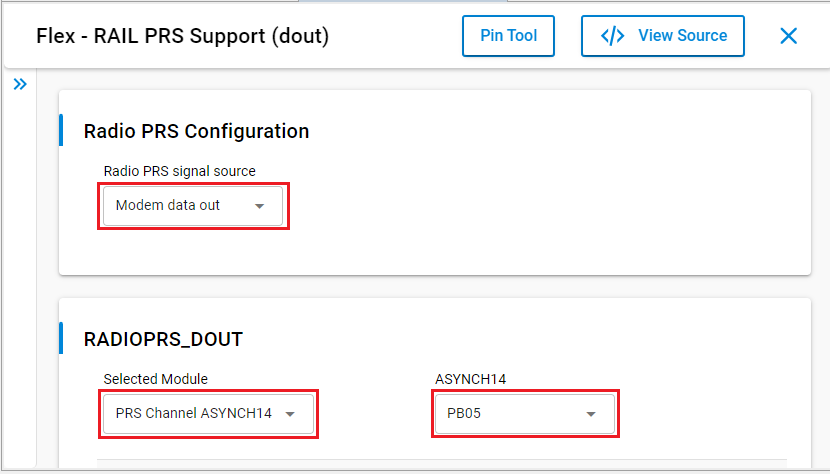 Flex - RAIL PRS Support (dout)
Pin Tool
View Source
Radio PRS Configuration
Radio PRS signal source
Modem data out
RADIOPRS_DOUT
Selected Module
ASYNCH14
PRS Channel ASYNCH14
PB05